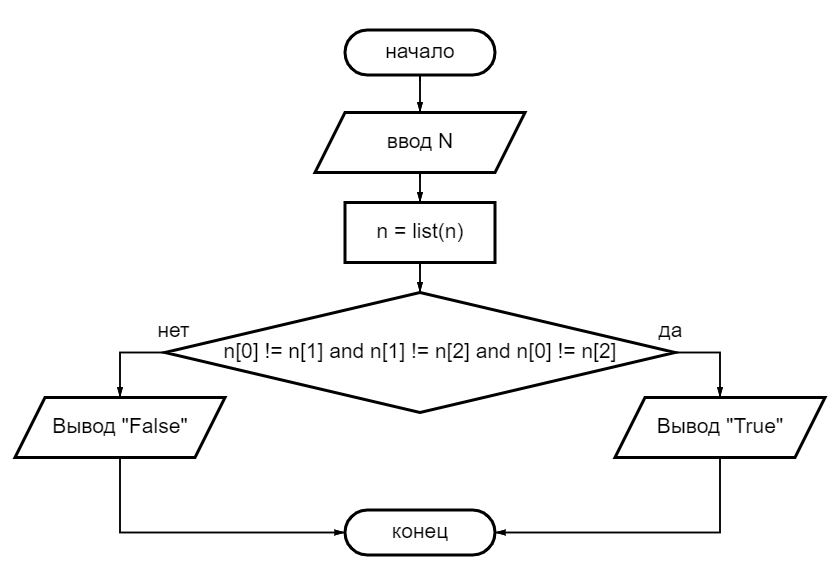 начало
ввод N
n = list(n)
нет
да
n[0] != n[1] and n[1] != n[2] and n[0] != n[2]
Вывод "False"
Вывод "True"
конец